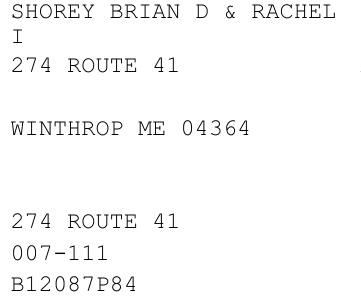 SHOREY BRIAN D & RACHEL
I
274 ROUTE 41
WINTHROP ME 04364
274 ROUTE 41
007-111
B12087P84